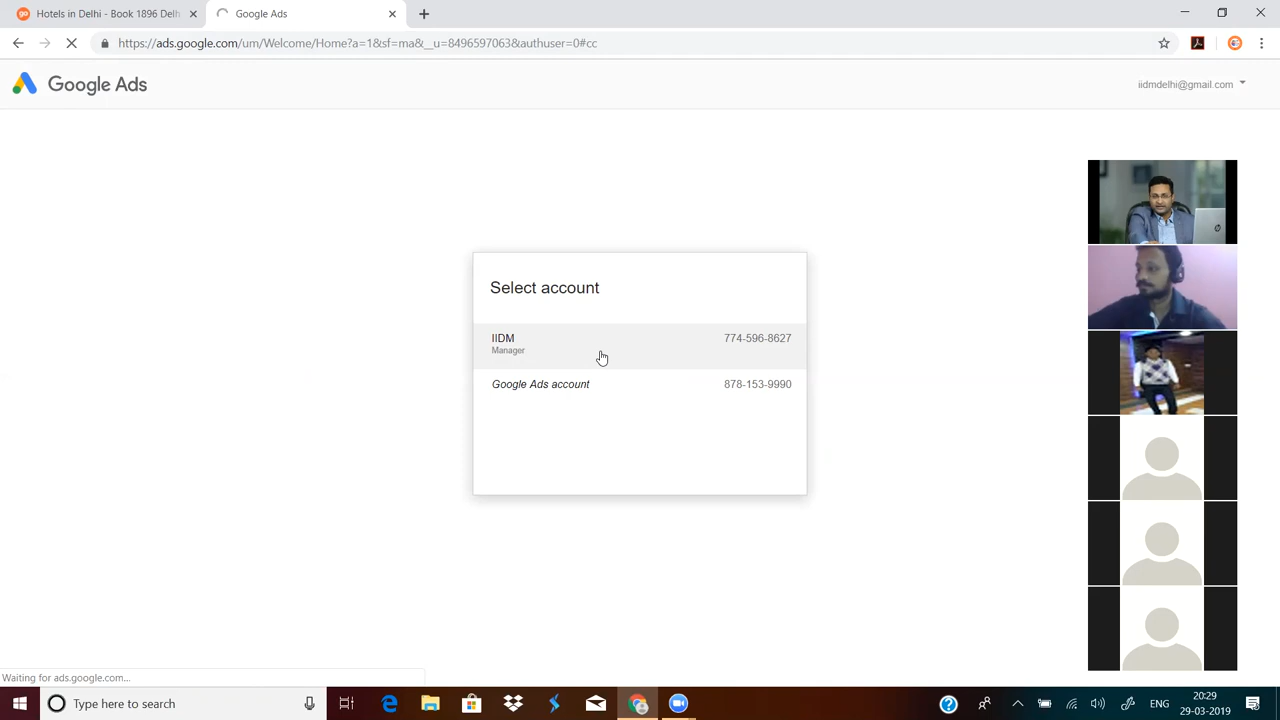 Hotels in Delhi - Book 1896 Delh
Google Ads
https://ads.google.com/um/Welcome/Home?a=1&sf=ma&__u=8496597063&authuser=0#cc
Google Ads
iidmdelhi@gmail.com
Select account
IIDM
774-596-8627
Manager
Google Ads account
878-153-9990
Waiting for ads.google.com...
Type here to search
ENG
20:29
29-03-2019